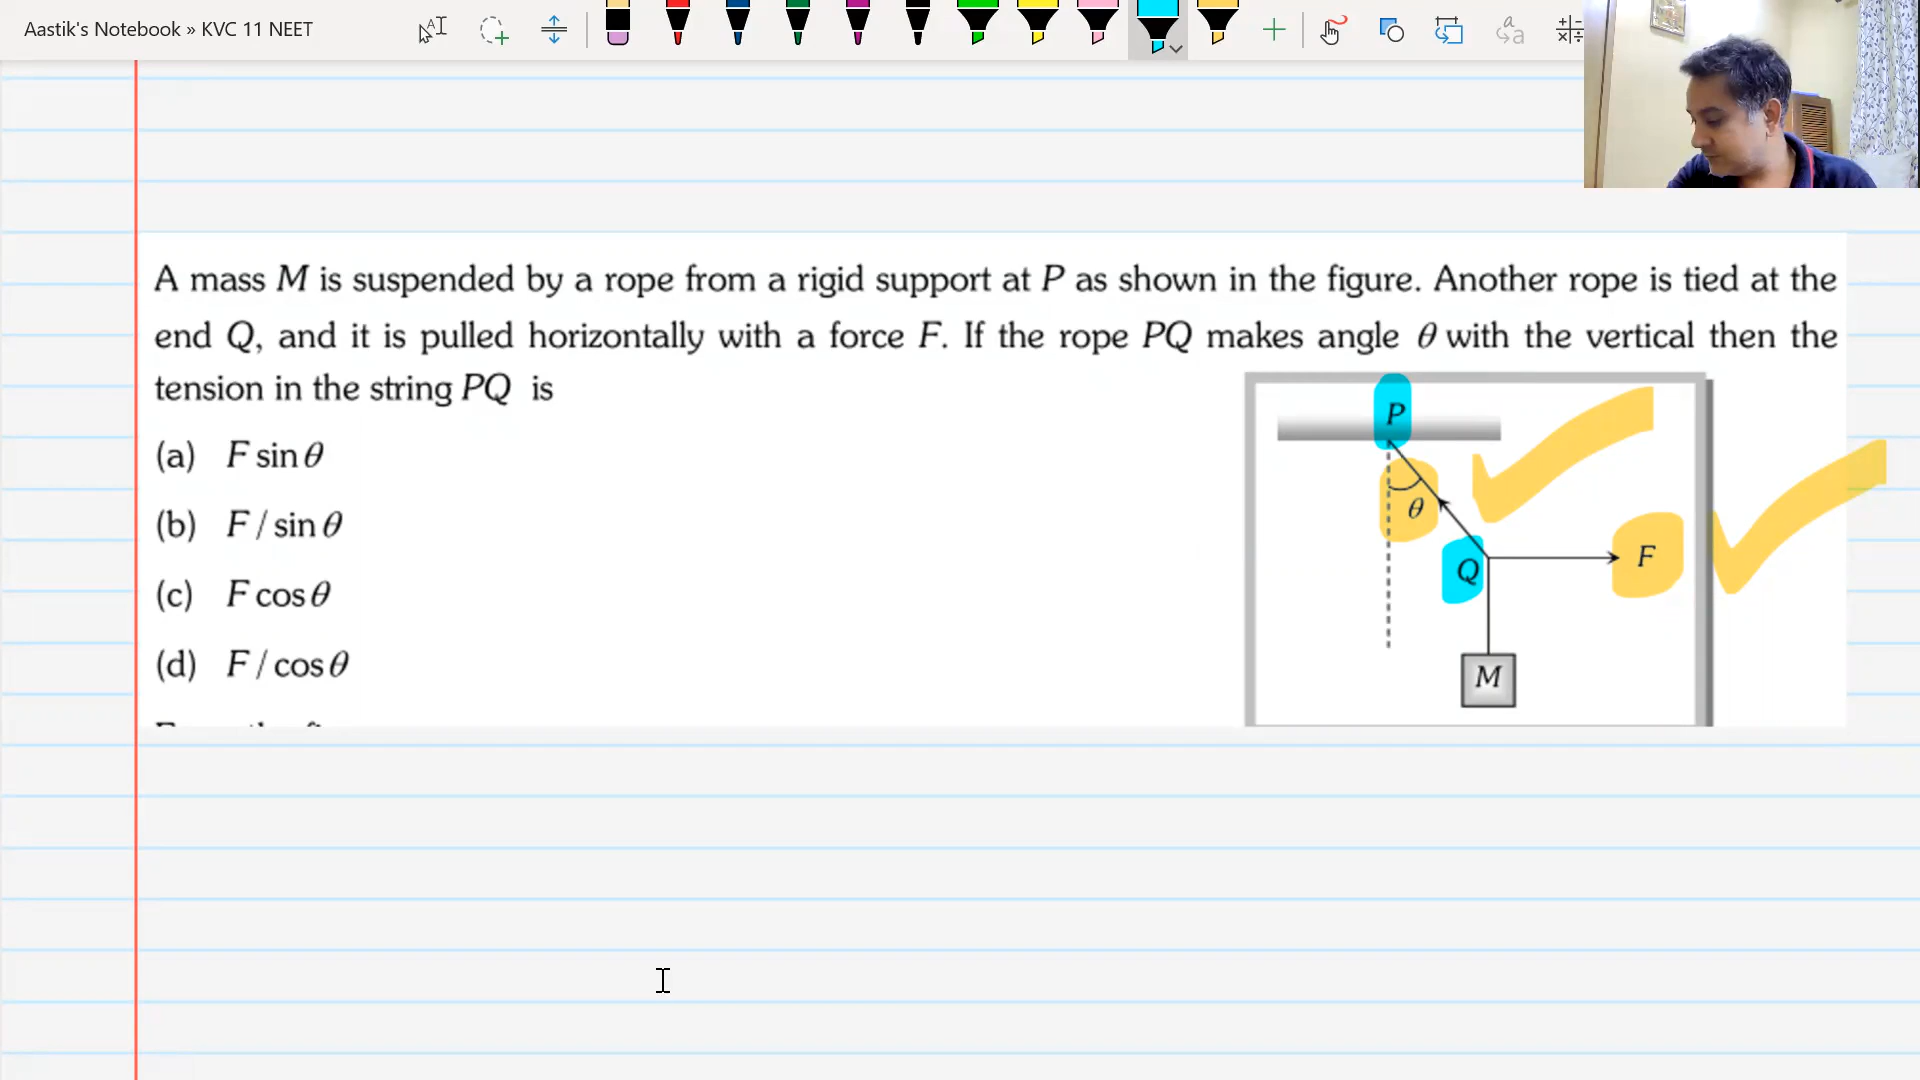 Aastik's Notebook » KVC 11 NEET
A mass M is suspended by a rope from a rigid support at P as shown in the figure. Another rope is tied at the
end Q, and it is pulled horizontally with a force F. If the rope PQ makes angle θ with the vertical then the
tension in the string PQ is
(a) F sin θ
(b) F / sin θ
(c) F cos θ
(d) F / cos θ
P
θ
Q
F
M